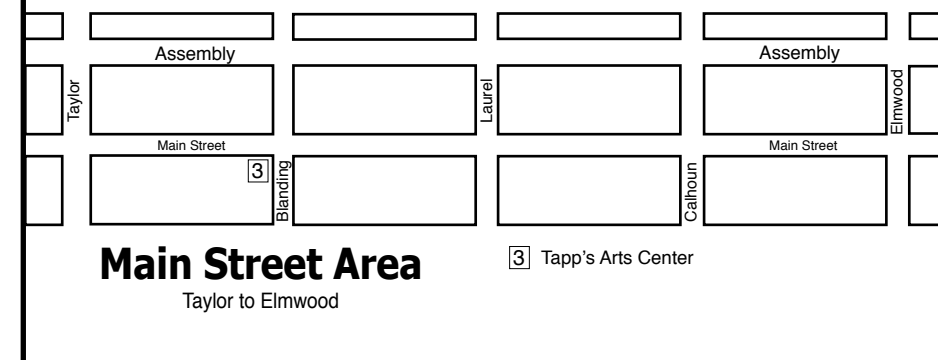 Assembly
Assembly
Taylor
Laurel
Elmwood
Main Street
Main Street
3
Blanding
Calhoun
Main Street Area
Taylor to Elmwood
3 Tapp's Arts Center